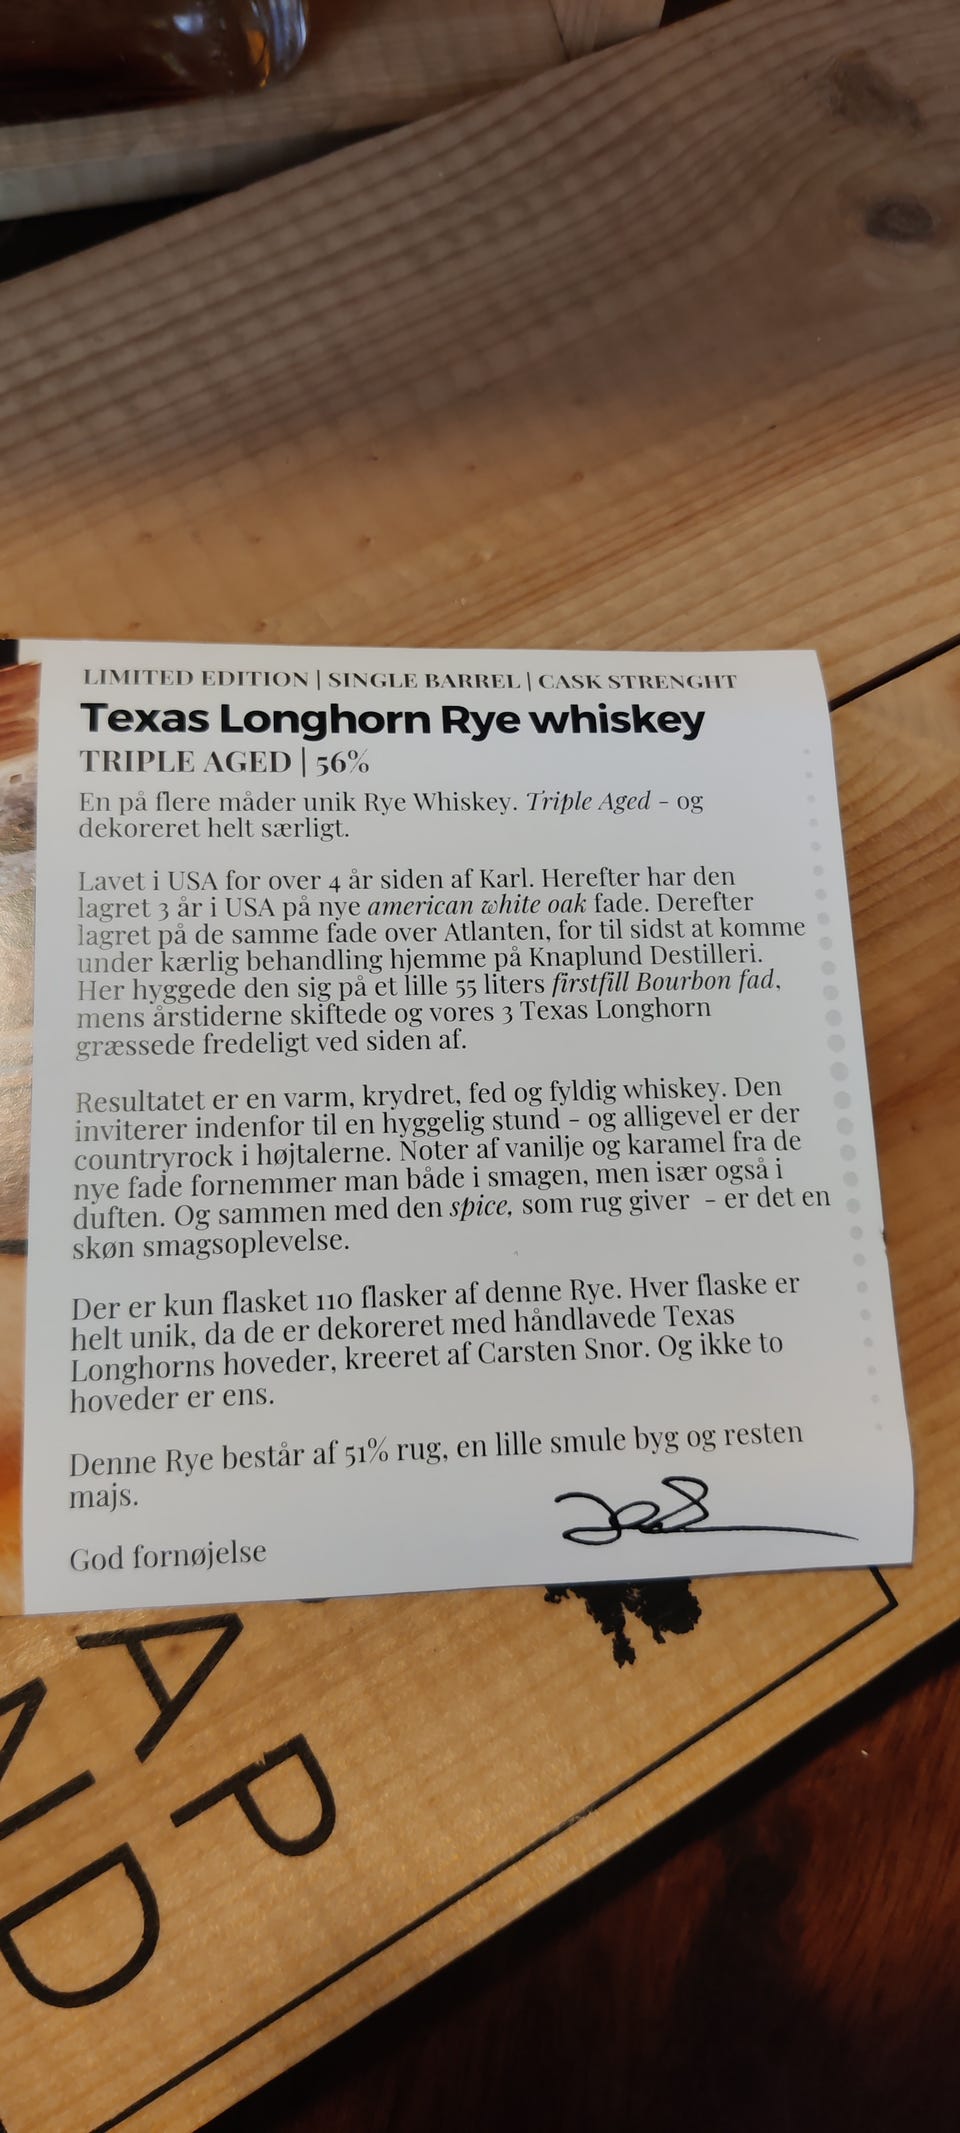 LIMITED EDITION | SINGLE BARREL | CASK STRENGHT
Texas Longhorn Rye whiskey
TRIPLE AGED | 56%
En på flere måder unik Rye Whiskey. Triple Aged - og
dekoreret helt særligt.
Lavet i USA for over 4 år siden af Karl. Herefter har den
lagret 3 år i USA på nye american white oak fade. Derefter
lagret på de samme fade over Atlanten, for til sidst at komme
under kærlig behandling hjemme på Knaplund Destilleri.
Her hyggede den sig på et lille 55 liters firstfill Bourbon fad,
mens årstiderne skiftede og vores 3 Texas Longhorn
græssede fredeligt ved siden af.
Resultatet er en varm, krydret, fed og fyldig whiskey. Den
inviterer indenfor til en hyggelig stund - og alligevel er der
countryrock i højtalerne. Noter af vanilje og karamel fra de
nye fade fornemmer man både i smagen, men især også i
duften. Og sammen med den spice, som rug giver - er det en
skøn smagsoplevelse.
Der er kun flasket 110 flasker af denne Rye. Hver flaske er
helt unik, da de er dekoreret med håndlavede Texas
Longhorns hoveder, kreeret af Carsten Snor. Og ikke to
hoveder er ens.
Denne Rye består af 51% rug, en lille smule byg og resten
majs.
God fornøjelse
AP
ND